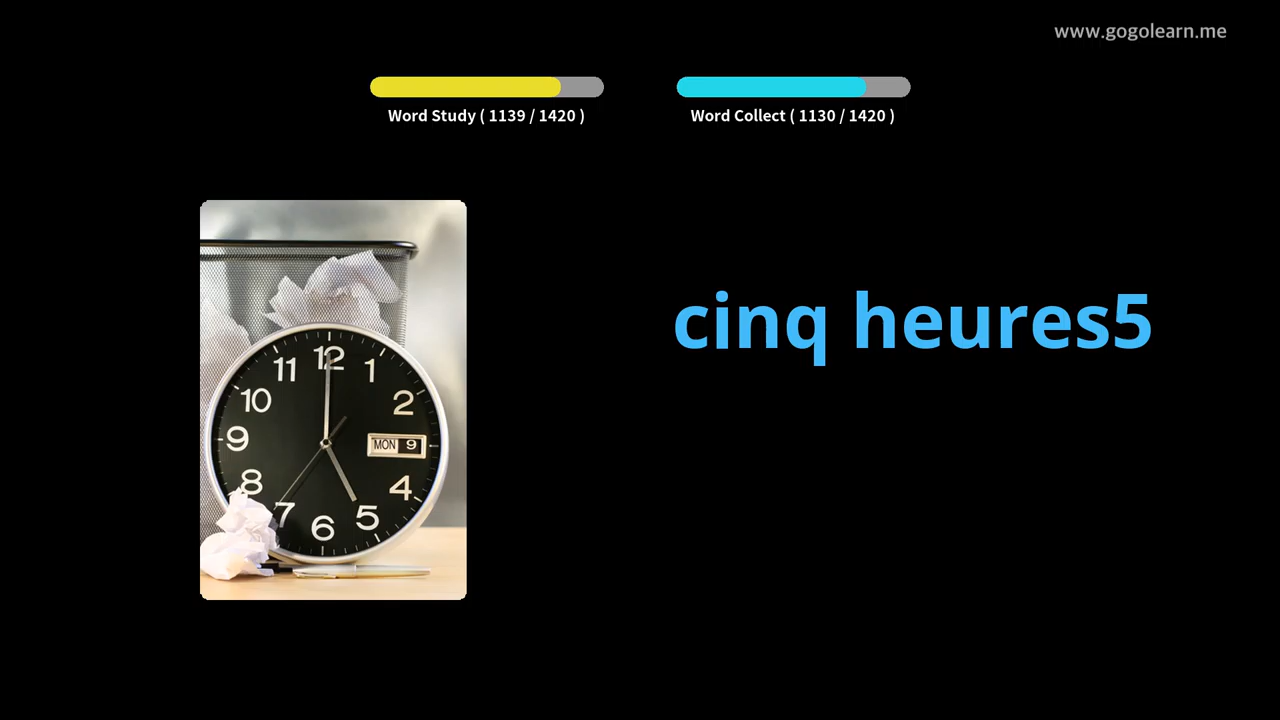 www.gogolearn.me
Word Study ( 1139 / 1420 )
Word Collect ( 1130 / 1420 )
cinq heures5
12
1
2
MON 9
3
4
5
6
7
8
9
10
11